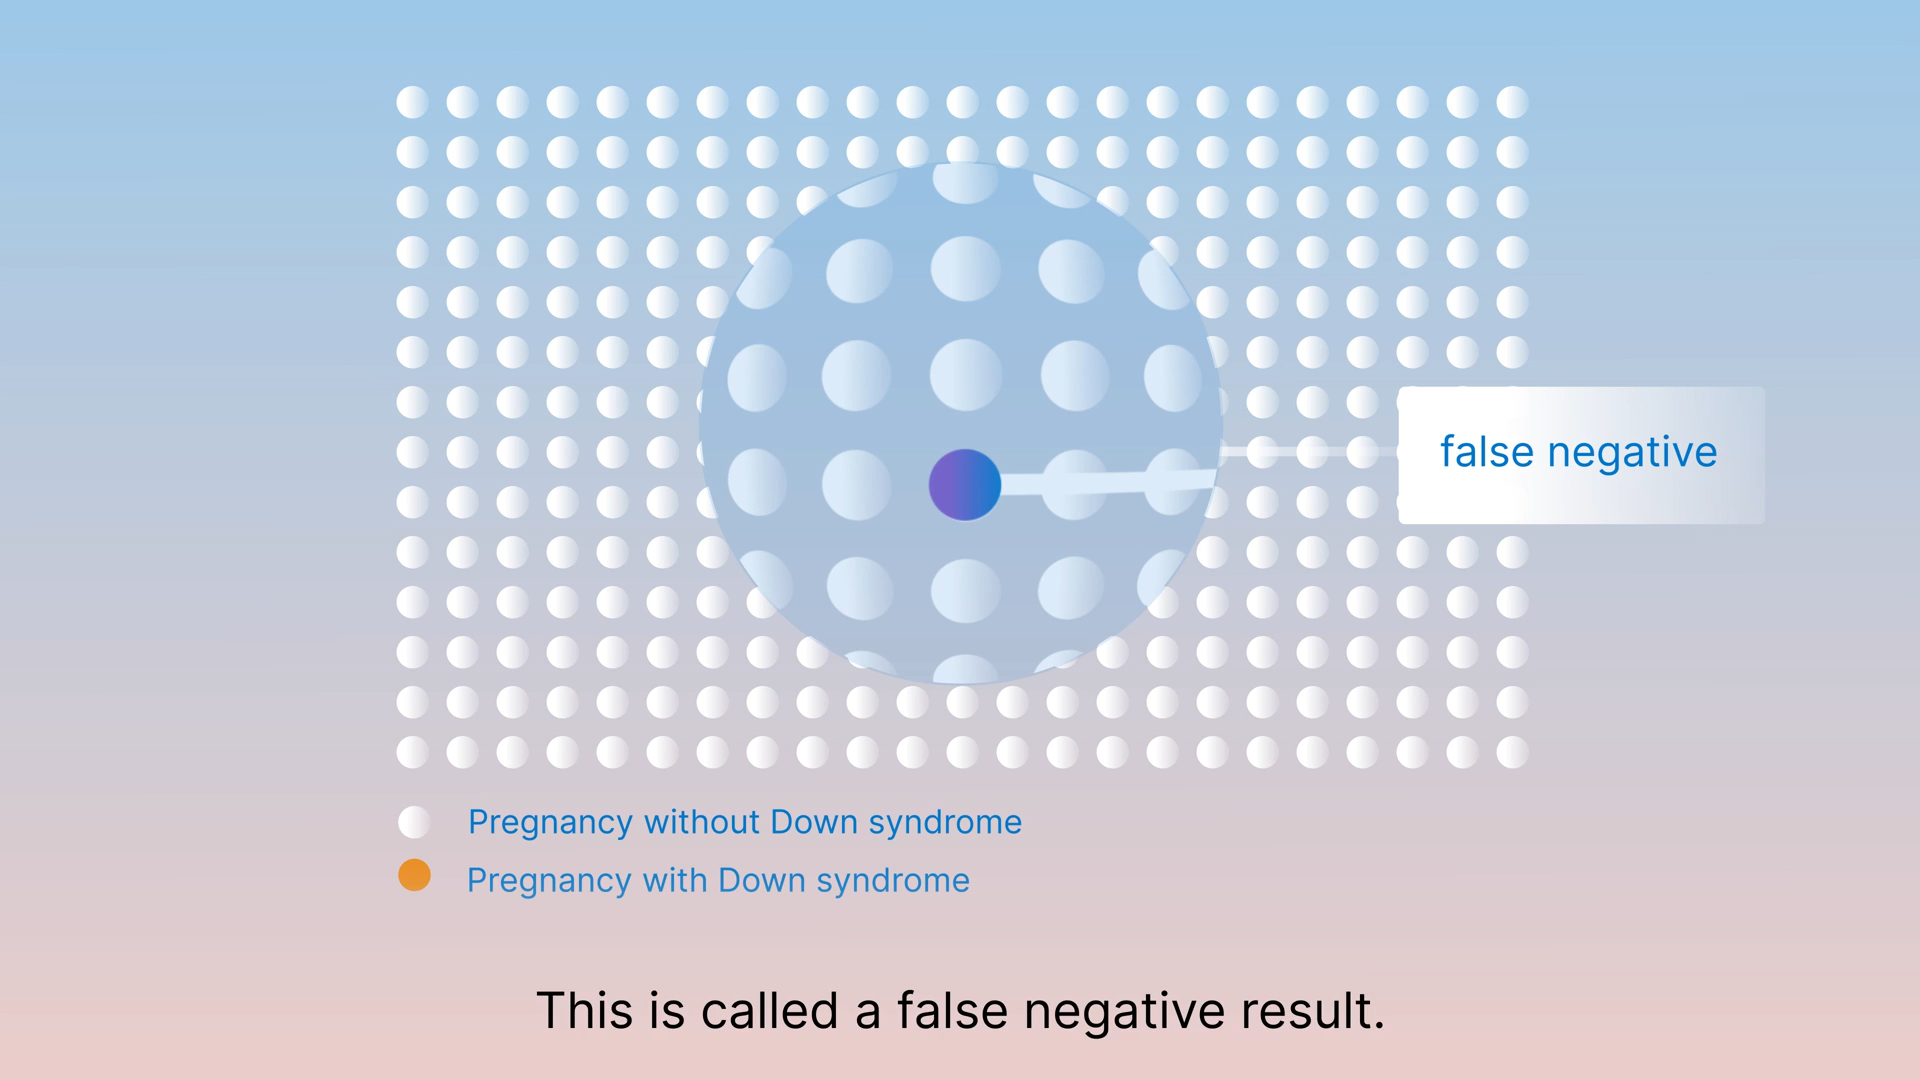 false negative
Pregnancy without Down syndrome
Pregnancy with Down syndrome
This is called a false negative result.